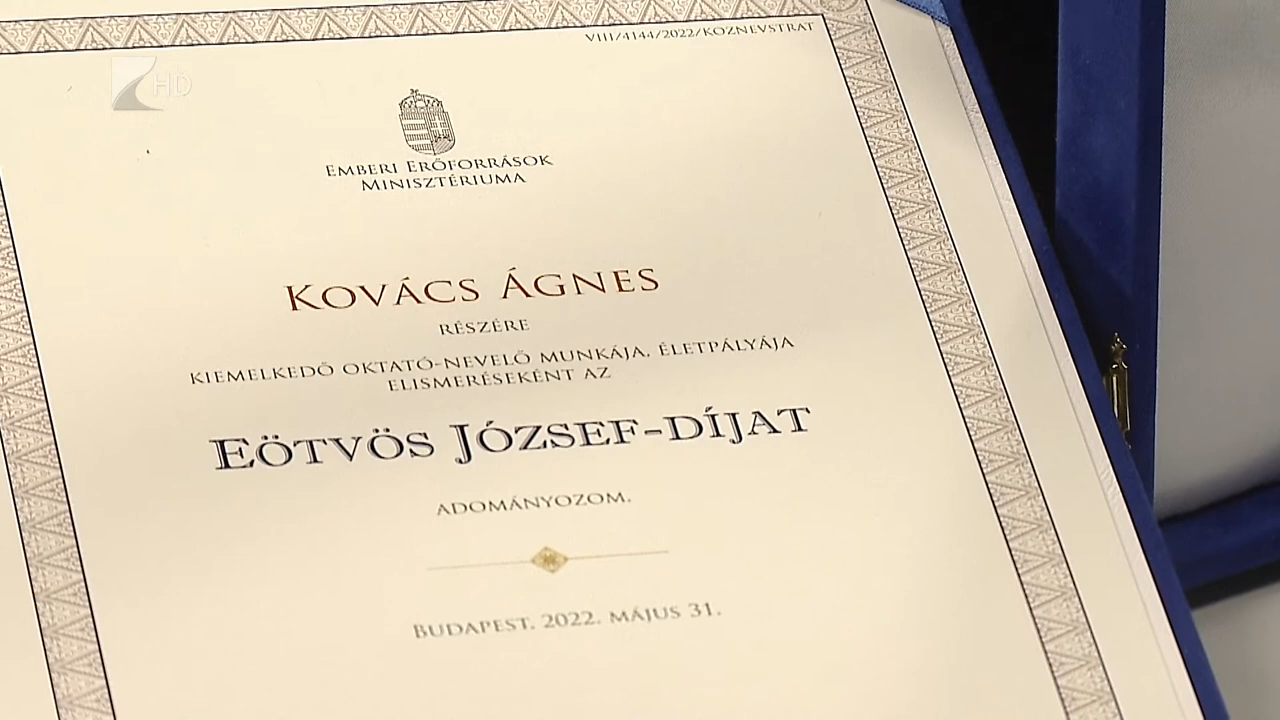 VIII/4144/2022/KOZNEVSTRAT
7 HD
EMBERI ERŐFORRÁSOK
MINISZTÉRIUMA
KOVÁCS ÁGNES
RÉSZÉRE
KIEMELKEDŐ OKTATÓ-NEVELŐ MUNKÁJA, ÉLETPÁLYÁJA
ELISMERÉSEKÉNT AZ
EÖTVÖS JÓZSEF-DÍJAT
ADOMÁNYOZOM.
BUDAPEST, 2022. MÁJUS 31.